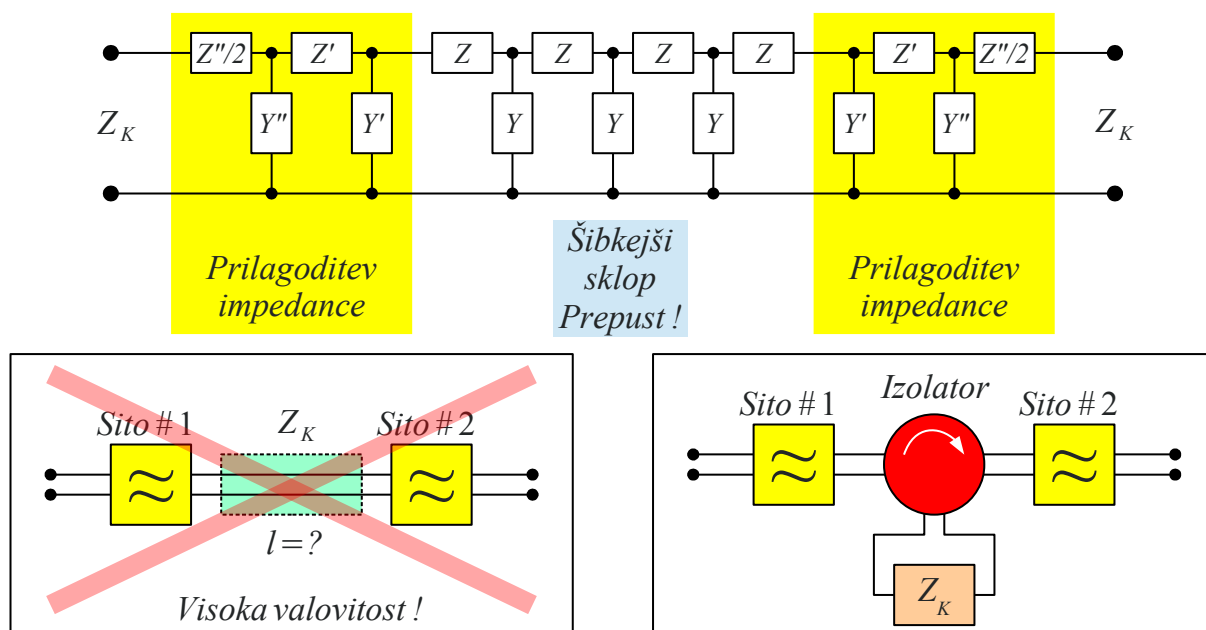 Z"/2 Z' Z Z Z Z Z' Z"/2
Z_K Y" Y' Y Y Y Y' Y" Z_K
Prilagoditev
impedance
Šibkejši
sklop
Prepust !
Prilagoditev
impedance
Sito # 1 Z_K Sito # 2
≈ ≈
l = ?
Visoka valovitost !
Izolator
Sito # 1 Sito # 2
≈ ≈
Z_K